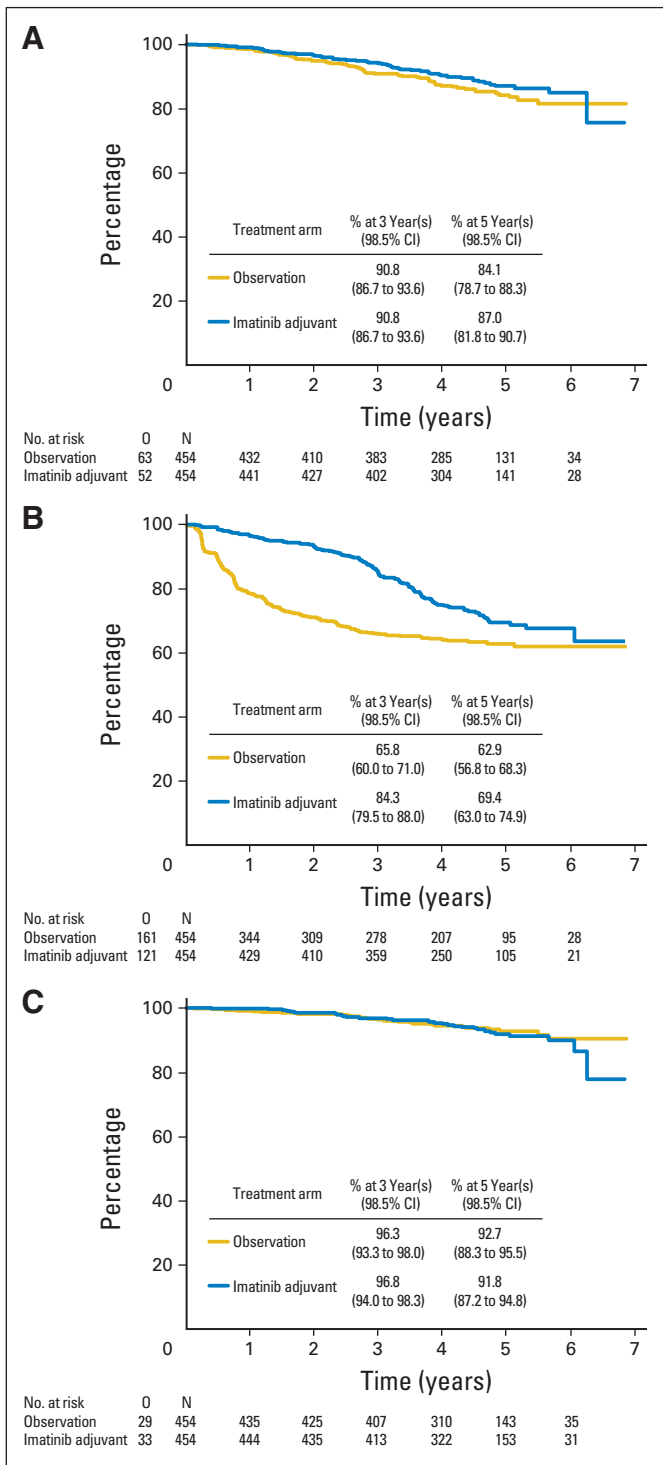 A
100
80
60
40
20
0
Percentage
Treatment arm % at 3 Year(s) (98.5% CI) % at 5 Year(s) (98.5% CI)
Observation 90.8 (86.7 to 93.6) 84.1 (78.7 to 88.3)
Imatinib adjuvant 90.8 (86.7 to 93.6) 87.0 (81.8 to 90.7)
1 2 3 4 5 6 7
Time (years)
No. at risk O N
Observation 63 454 432 410 383 285 131 34
Imatinib adjuvant 52 454 441 427 402 304 141 28
B
100
80
60
40
20
0
Percentage
Treatment arm % at 3 Year(s) (98.5% CI) % at 5 Year(s) (98.5% CI)
Observation 65.8 (60.0 to 71.0) 62.9 (56.8 to 68.3)
Imatinib adjuvant 84.3 (79.5 to 88.0) 69.4 (63.0 to 74.9)
1 2 3 4 5 6 7
Time (years)
No. at risk O N
Observation 161 454 344 309 278 207 95 28
Imatinib adjuvant 121 454 429 410 359 250 105 21
C
100
80
60
40
20
0
Percentage
Treatment arm % at 3 Year(s) (98.5% CI) % at 5 Year(s) (98.5% CI)
Observation 96.3 (93.3 to 98.0) 92.7 (88.3 to 95.5)
Imatinib adjuvant 96.8 (94.0 to 98.3) 91.8 (87.2 to 94.8)
1 2 3 4 5 6 7
Time (years)
No. at risk O N
Observation 29 454 435 425 407 310 143 35
Imatinib adjuvant 33 454 444 435 413 322 153 31